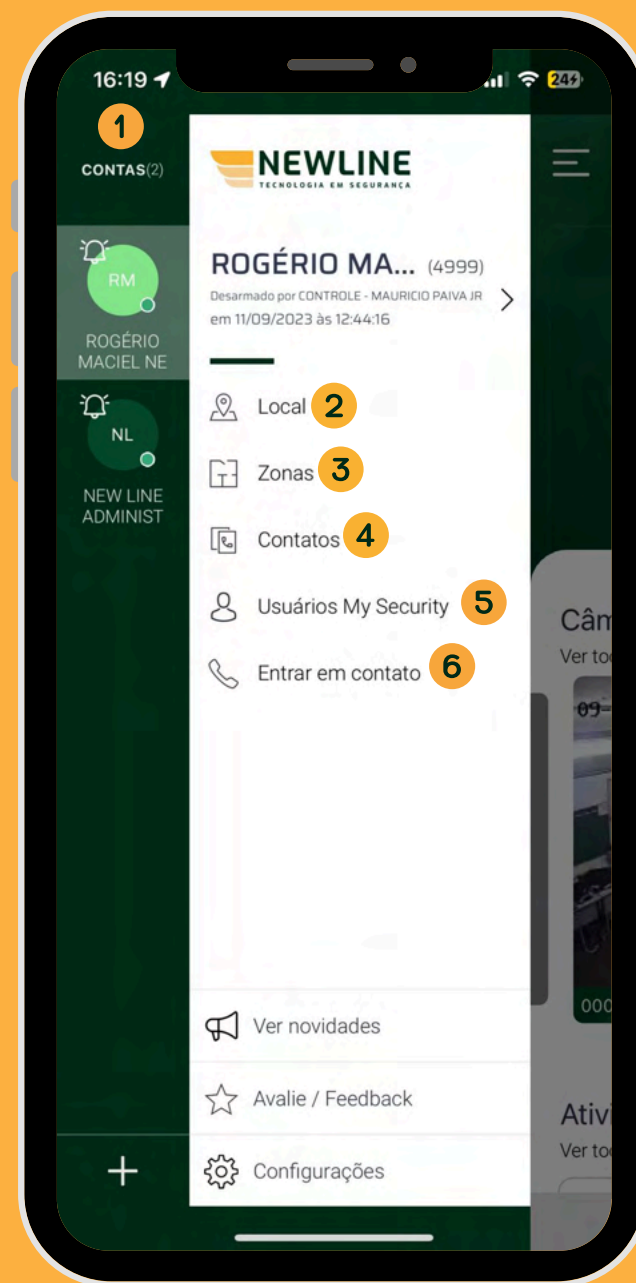 16:19
24
1
CONTAS(2)
NEWLINE
TECNOLOGIA EM SEGURANÇA
RM
ROGÉRIO
MACIEL NE
NL
NEW LINE
ADMINIST
ROGÉRIO MA... (4999)
Desarmado por CONTROLE - MAURICIO PAIVA JR
em 11/09/2023 às 12:44:16
Local 2
Zonas 3
Contatos 4
Usuários My Security 5
Entrar em contato 6
Ver novidades
Avalie / Feedback
Configurações
Câm
Ver to
09-
000
Ativi
Ver to